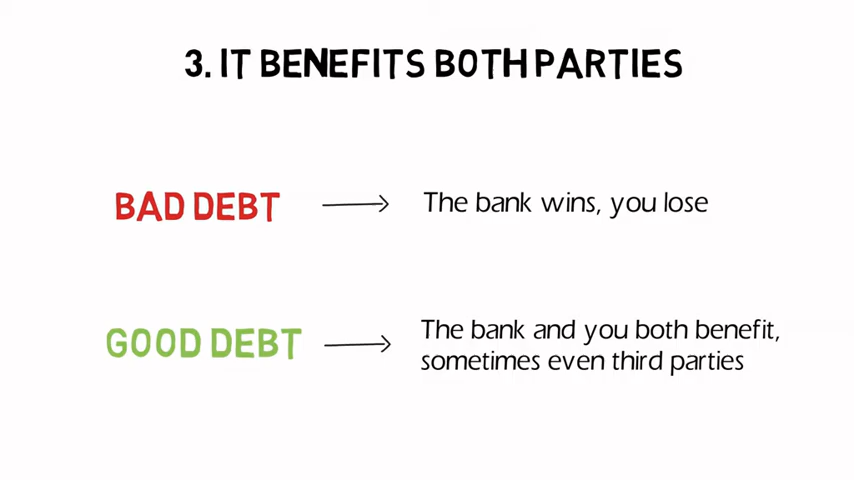 3. IT BENEFITS BOTH PARTIES
BAD DEBT
The bank wins, you lose
GOOD DEBT
The bank and you both benefit,
sometimes even third parties